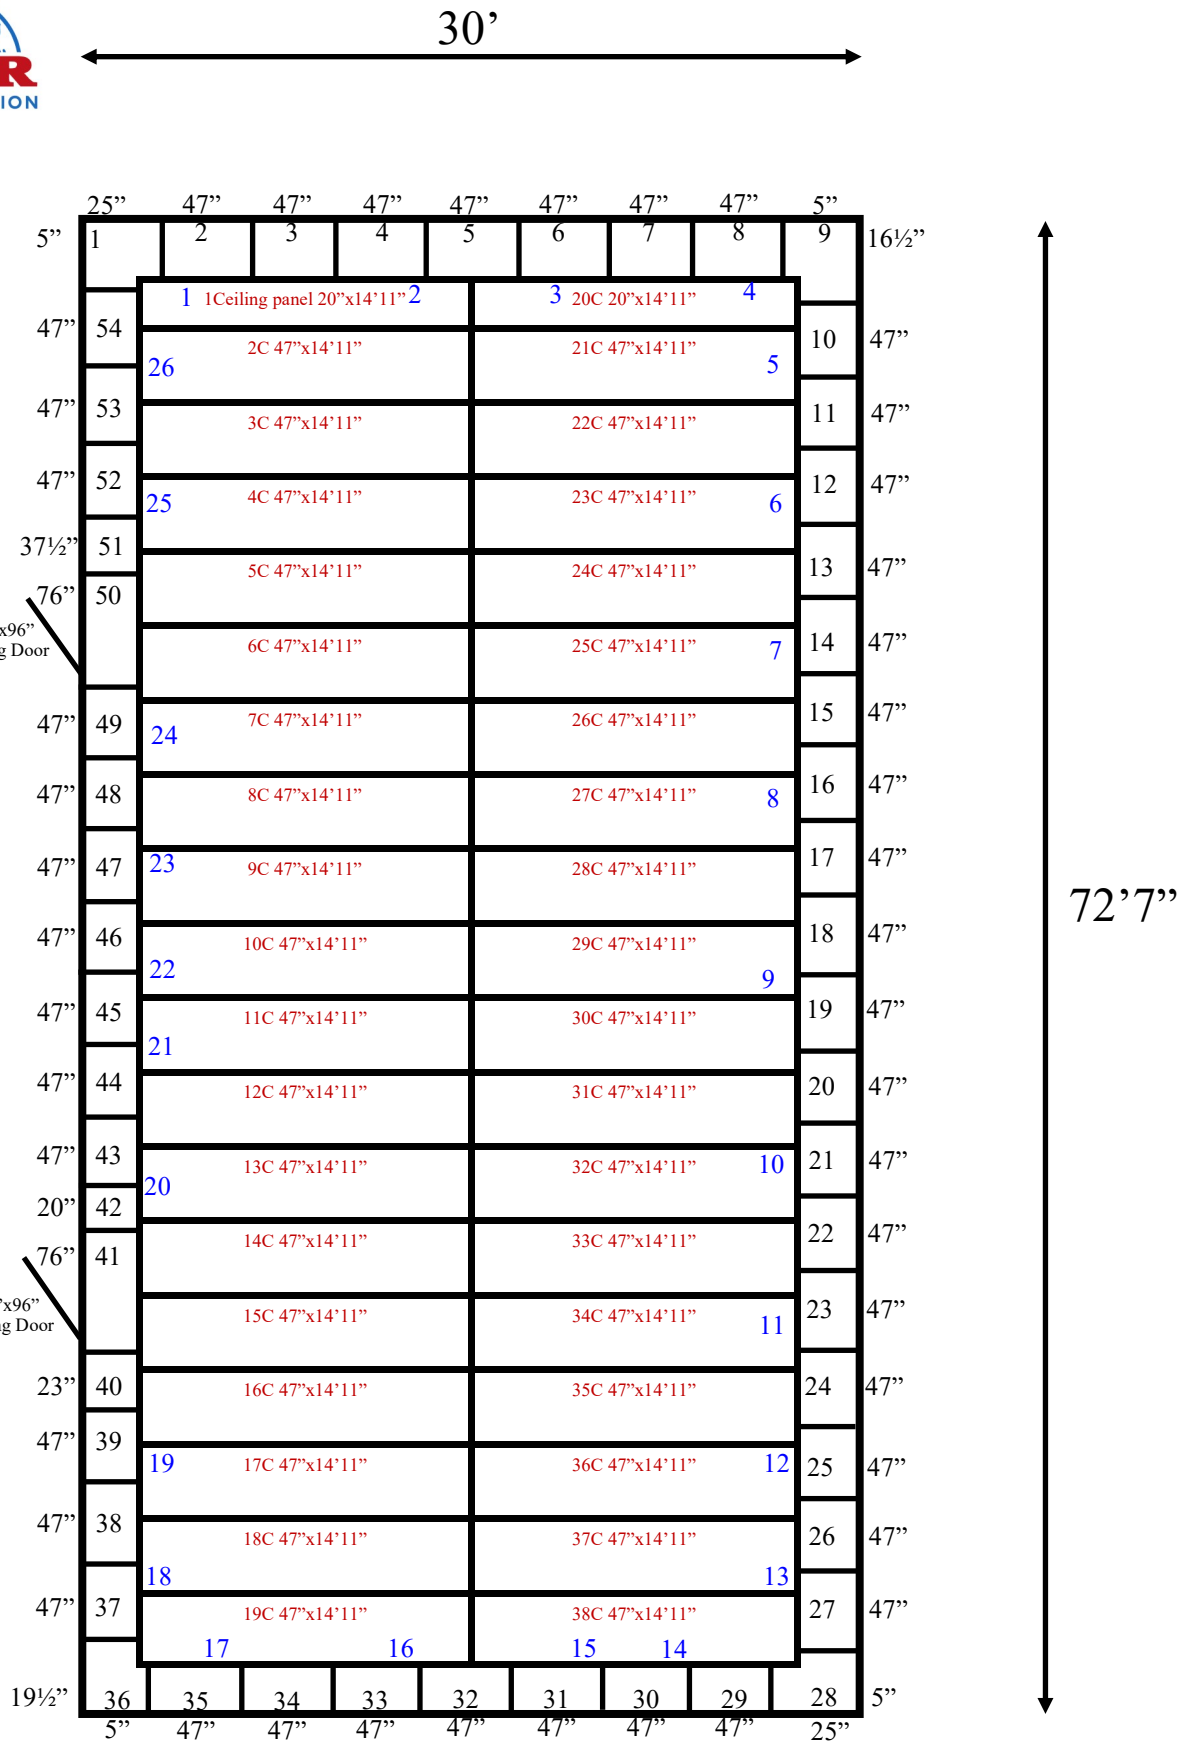 30’
R
ION
25” 47” 47” 47” 47” 47” 47” 47” 5”
5” 1 2 3 4 5 6 7 8 9 16½”
1 1Ceiling panel 20”x14’11” 2 3 20C 20”x14’11” 4
47” 54 10 47”
2C 47”x14’11” 21C 47”x14’11”
26 5
47” 53 11 47”
3C 47”x14’11” 22C 47”x14’11”
47” 52 12 47”
4C 47”x14’11” 23C 47”x14’11”
25 6
37½” 51
5C 47”x14’11” 24C 47”x14’11” 13 47”
76” 50
x96”
g Door
6C 47”x14’11” 25C 47”x14’11” 7 14 47”
47” 49 7C 47”x14’11” 26C 47”x14’11” 15 47”
24
47” 48 8C 47”x14’11” 27C 47”x14’11” 8 16 47”
47” 47 23 9C 47”x14’11” 28C 47”x14’11” 17 47”
72’7”
47” 46 10C 47”x14’11” 29C 47”x14’11” 18 47”
22 9
47” 45 11C 47”x14’11” 30C 47”x14’11” 19 47”
21
47” 44 12C 47”x14’11” 31C 47”x14’11” 20 47”
47” 43 13C 47”x14’11” 32C 47”x14’11” 10 21 47”
20” 42 20
76” 41 14C 47”x14’11” 33C 47”x14’11” 22 47”
”x96”
ng Door
15C 47”x14’11” 34C 47”x14’11” 11 23 47”
23” 40 16C 47”x14’11” 35C 47”x14’11” 24 47”
47” 39
19 17C 47”x14’11” 36C 47”x14’11” 12 25 47”
47” 38 18C 47”x14’11” 37C 47”x14’11” 26 47”
18 13
47” 37 19C 47”x14’11” 38C 47”x14’11” 27 47”
17 16 15 14
19½” 36 35 34 33 32 31 30 29 28 5”
5” 47” 47” 47” 47” 47” 47” 47” 25”